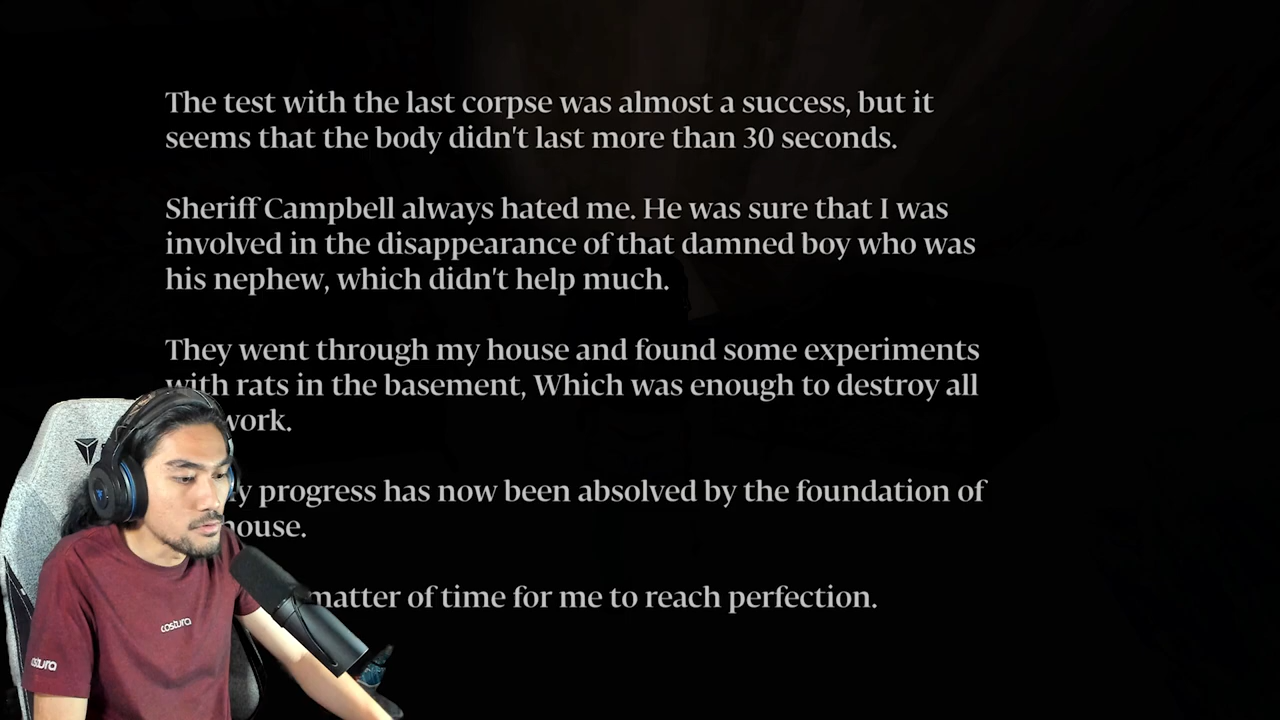 The test with the last corpse was almost a success, but it
seems that the body didn't last more than 30 seconds.
Sheriff Campbell always hated me. He was sure that I was
involved in the disappearance of that damned boy who was
his nephew, which didn't help much.
They went through my house and found some experiments
with rats in the basement, Which was enough to destroy all
work.
progress has now been absolved by the foundation of
house.
matter of time for me to reach perfection.
costura